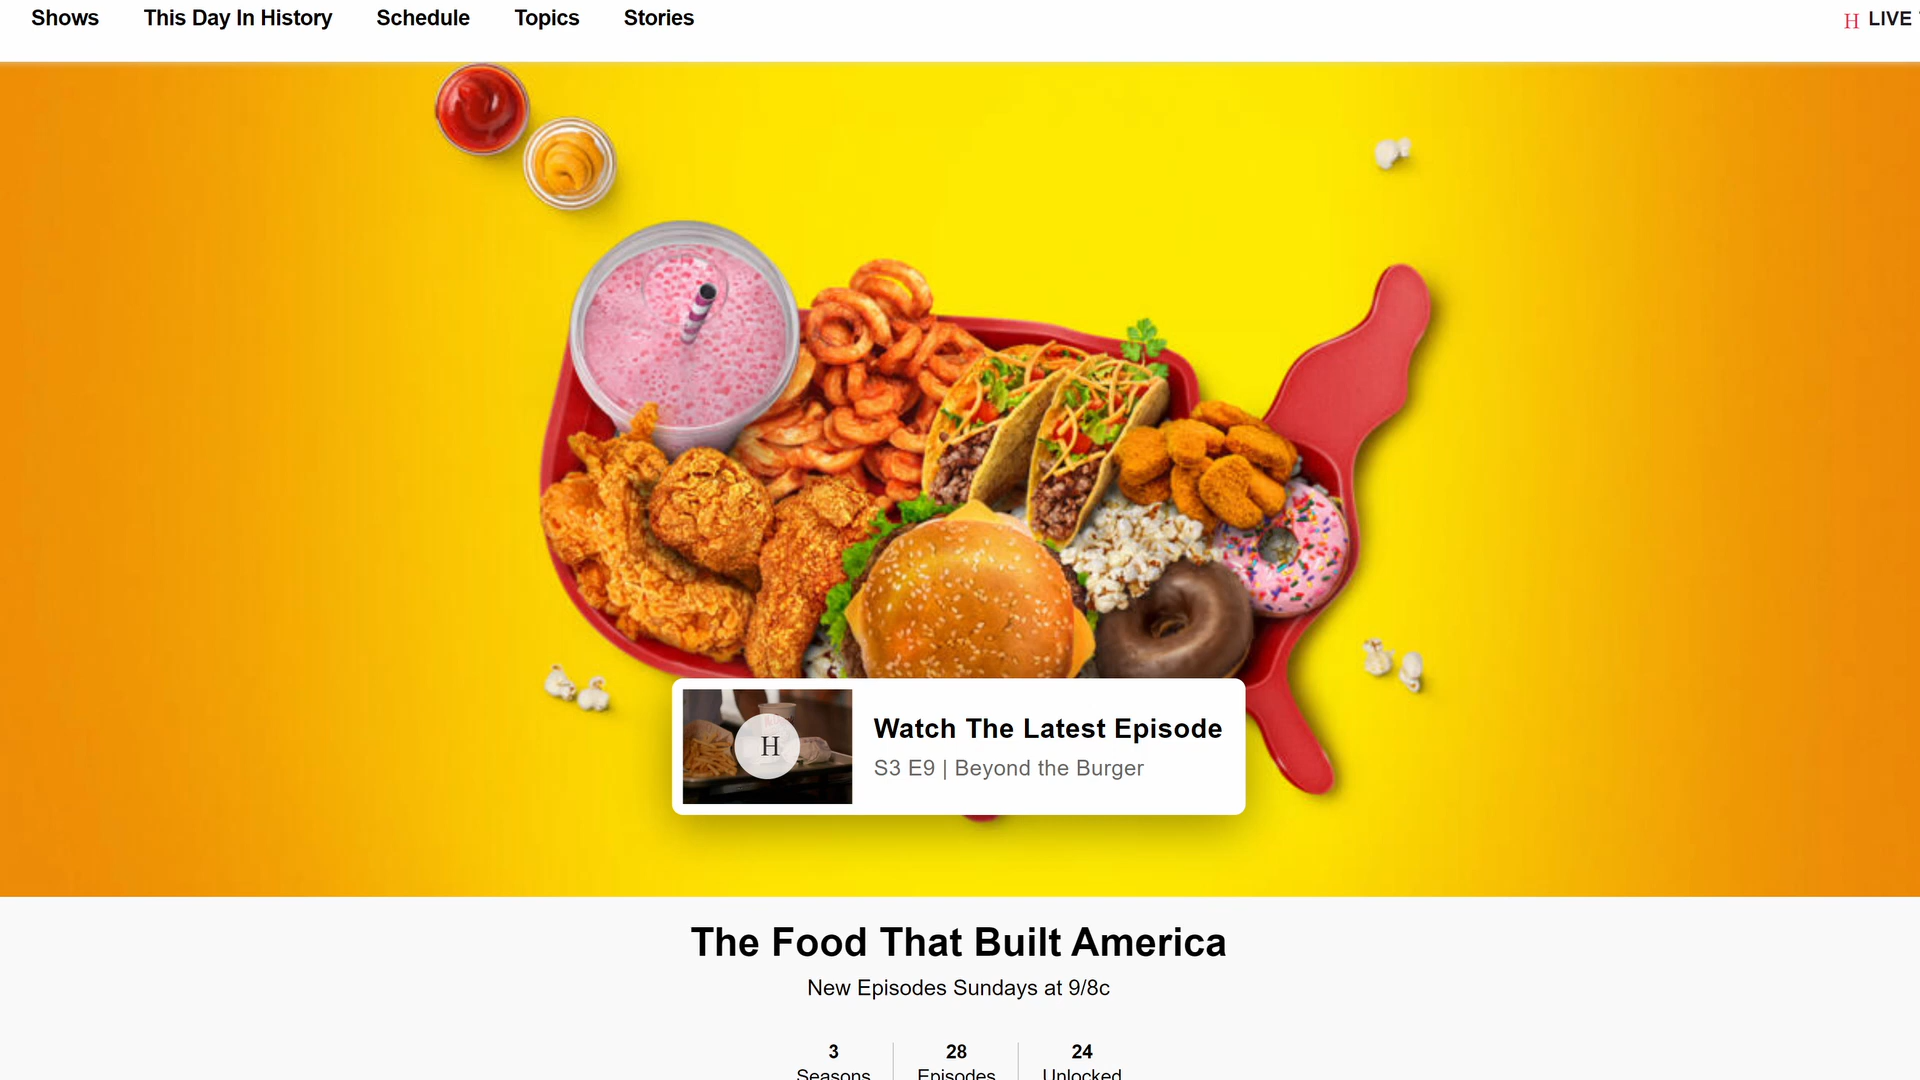 Shows
This Day In History
Schedule
Topics
Stories
H LIVE
H
Watch The Latest Episode
S3 E9 | Beyond the Burger
The Food That Built America
New Episodes Sundays at 9/8c
3
Seasons
28
Episodes
24
Unlocked